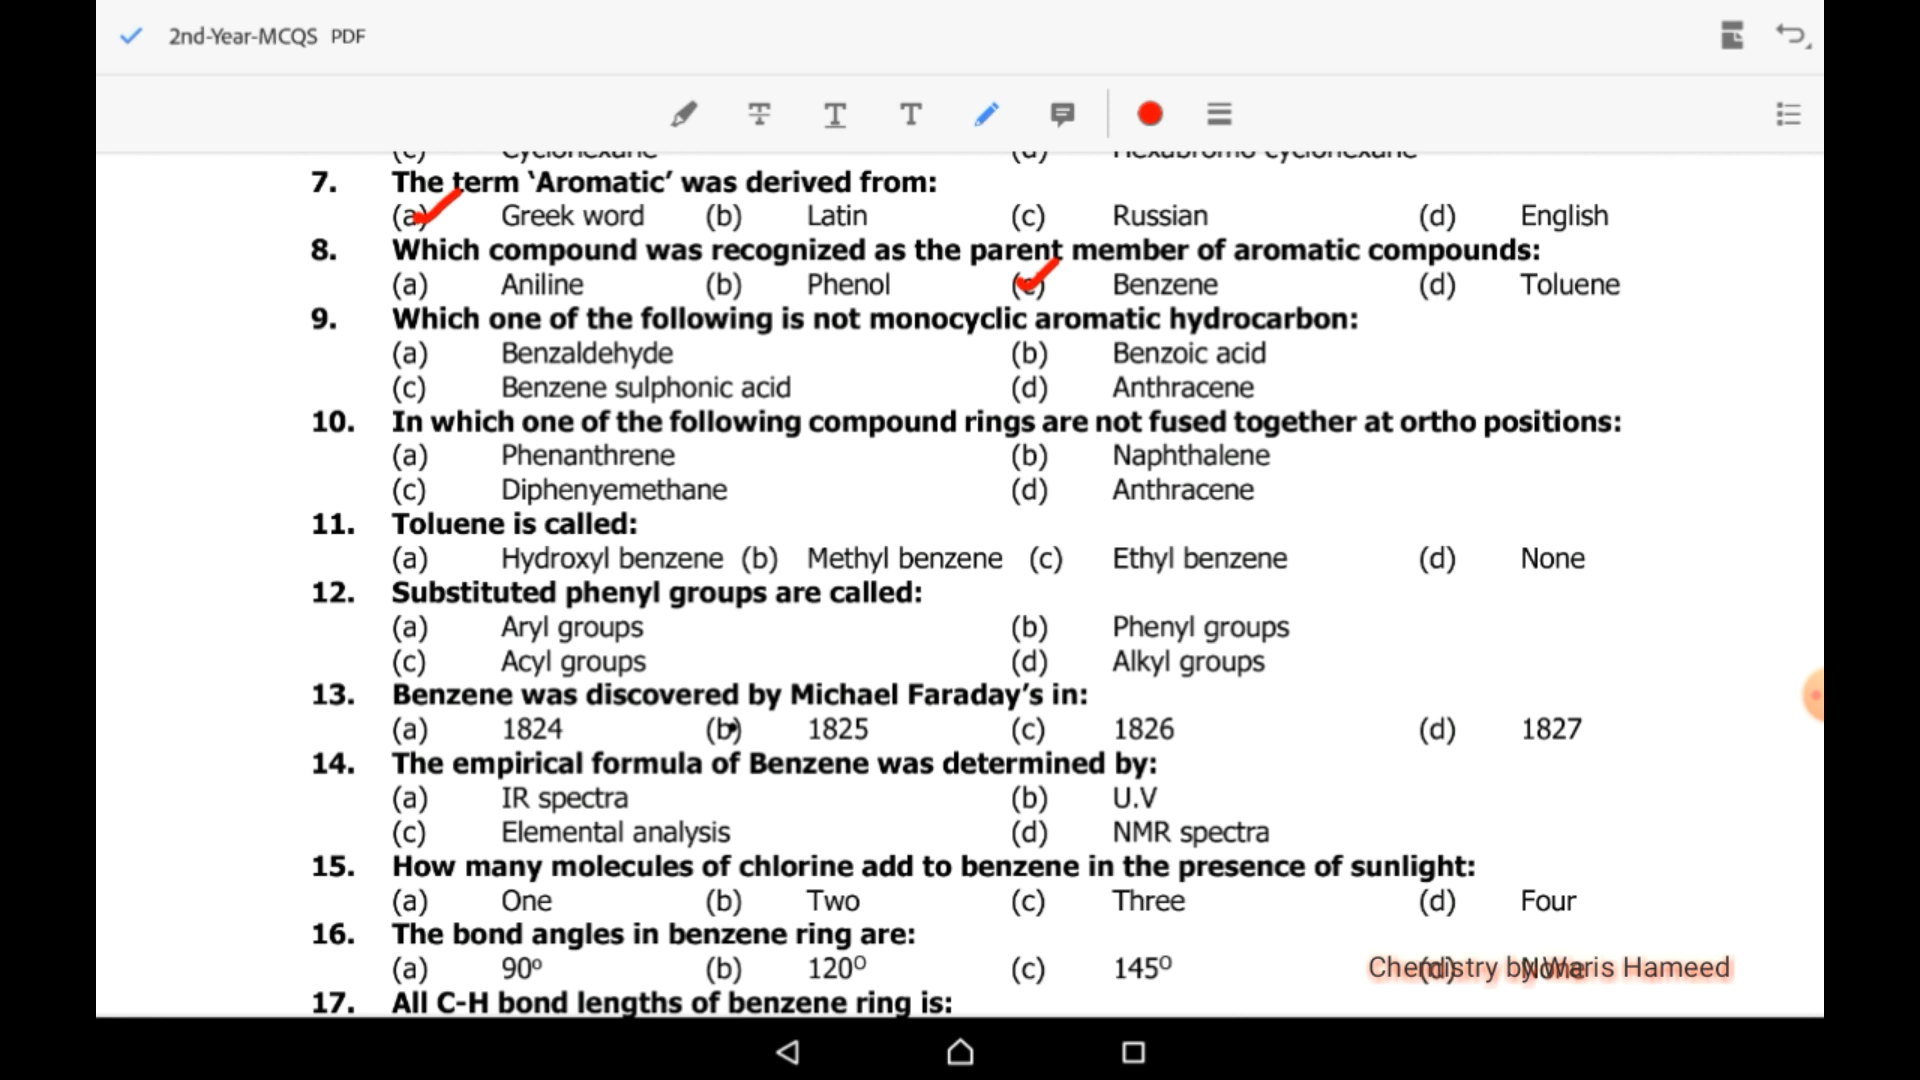 2nd-Year-MCQS PDF
(c) Cyclohexane (d) Hexabromo cyclohexane
7. The term ‘Aromatic’ was derived from:
(a) Greek word (b) Latin (c) Russian (d) English
8. Which compound was recognized as the parent member of aromatic compounds:
(a) Aniline (b) Phenol (c) Benzene (d) Toluene
9. Which one of the following is not monocyclic aromatic hydrocarbon:
(a) Benzaldehyde (b) Benzoic acid
(c) Benzene sulphonic acid (d) Anthracene
10. In which one of the following compound rings are not fused together at ortho positions:
(a) Phenanthrene (b) Naphthalene
(c) Diphenyemethane (d) Anthracene
11. Toluene is called:
(a) Hydroxyl benzene (b) Methyl benzene (c) Ethyl benzene (d) None
12. Substituted phenyl groups are called:
(a) Aryl groups (b) Phenyl groups
(c) Acyl groups (d) Alkyl groups
13. Benzene was discovered by Michael Faraday’s in:
(a) 1824 (b) 1825 (c) 1826 (d) 1827
14. The empirical formula of Benzene was determined by:
(a) IR spectra (b) U.V
(c) Elemental analysis (d) NMR spectra
15. How many molecules of chlorine add to benzene in the presence of sunlight:
(a) One (b) Two (c) Three (d) Four
16. The bond angles in benzene ring are:
(a) 90º (b) 120⁰ (c) 145⁰ (d) None
Chemistry by Waris Hameed
17. All C-H bond lengths of benzene ring is: